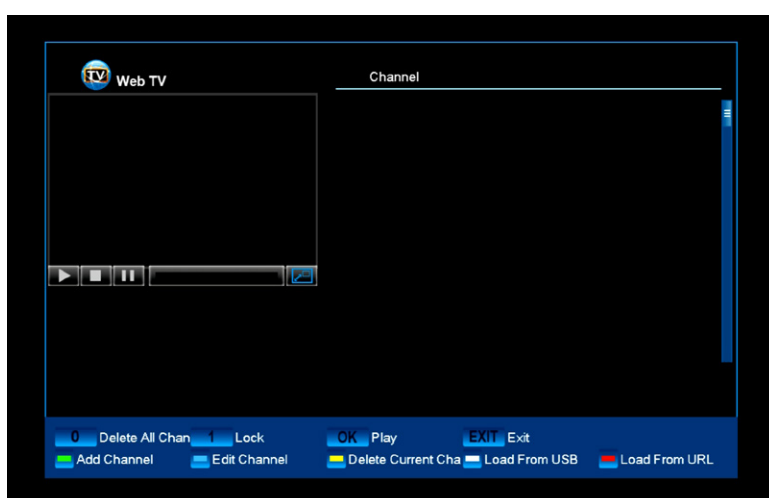 TV Web TV Channel
0 Delete All Chan 1 Lock OK Play EXIT Exit
Add Channel Edit Channel Delete Current Cha Load From USB Load From URL